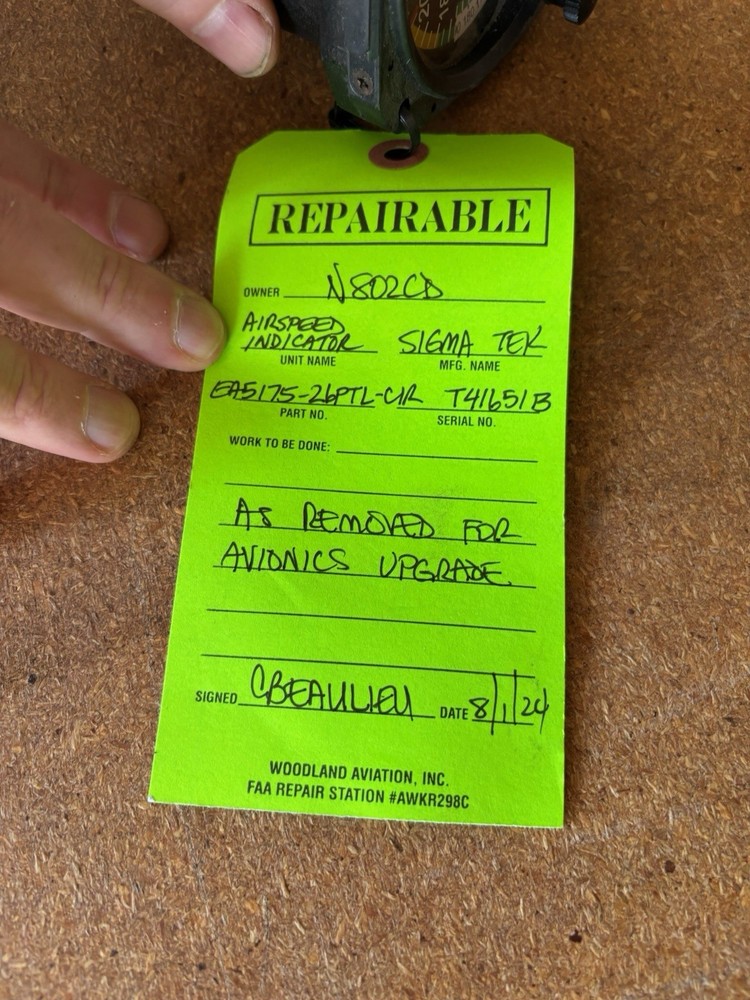 REPAIRABLE
OWNER N802CD
AIRSPEED
INDICATOR SIGMA TEK
UNIT NAME MFG. NAME
EA5175-26PTL-C1R T41651B
PART NO. SERIAL NO.
WORK TO BE DONE:
AS REMOVED FOR
AVIONICS UPGRADE.
SIGNED CBEAULIEU DATE 8/1/24
WOODLAND AVIATION, INC.
FAA REPAIR STATION #AWKR298C